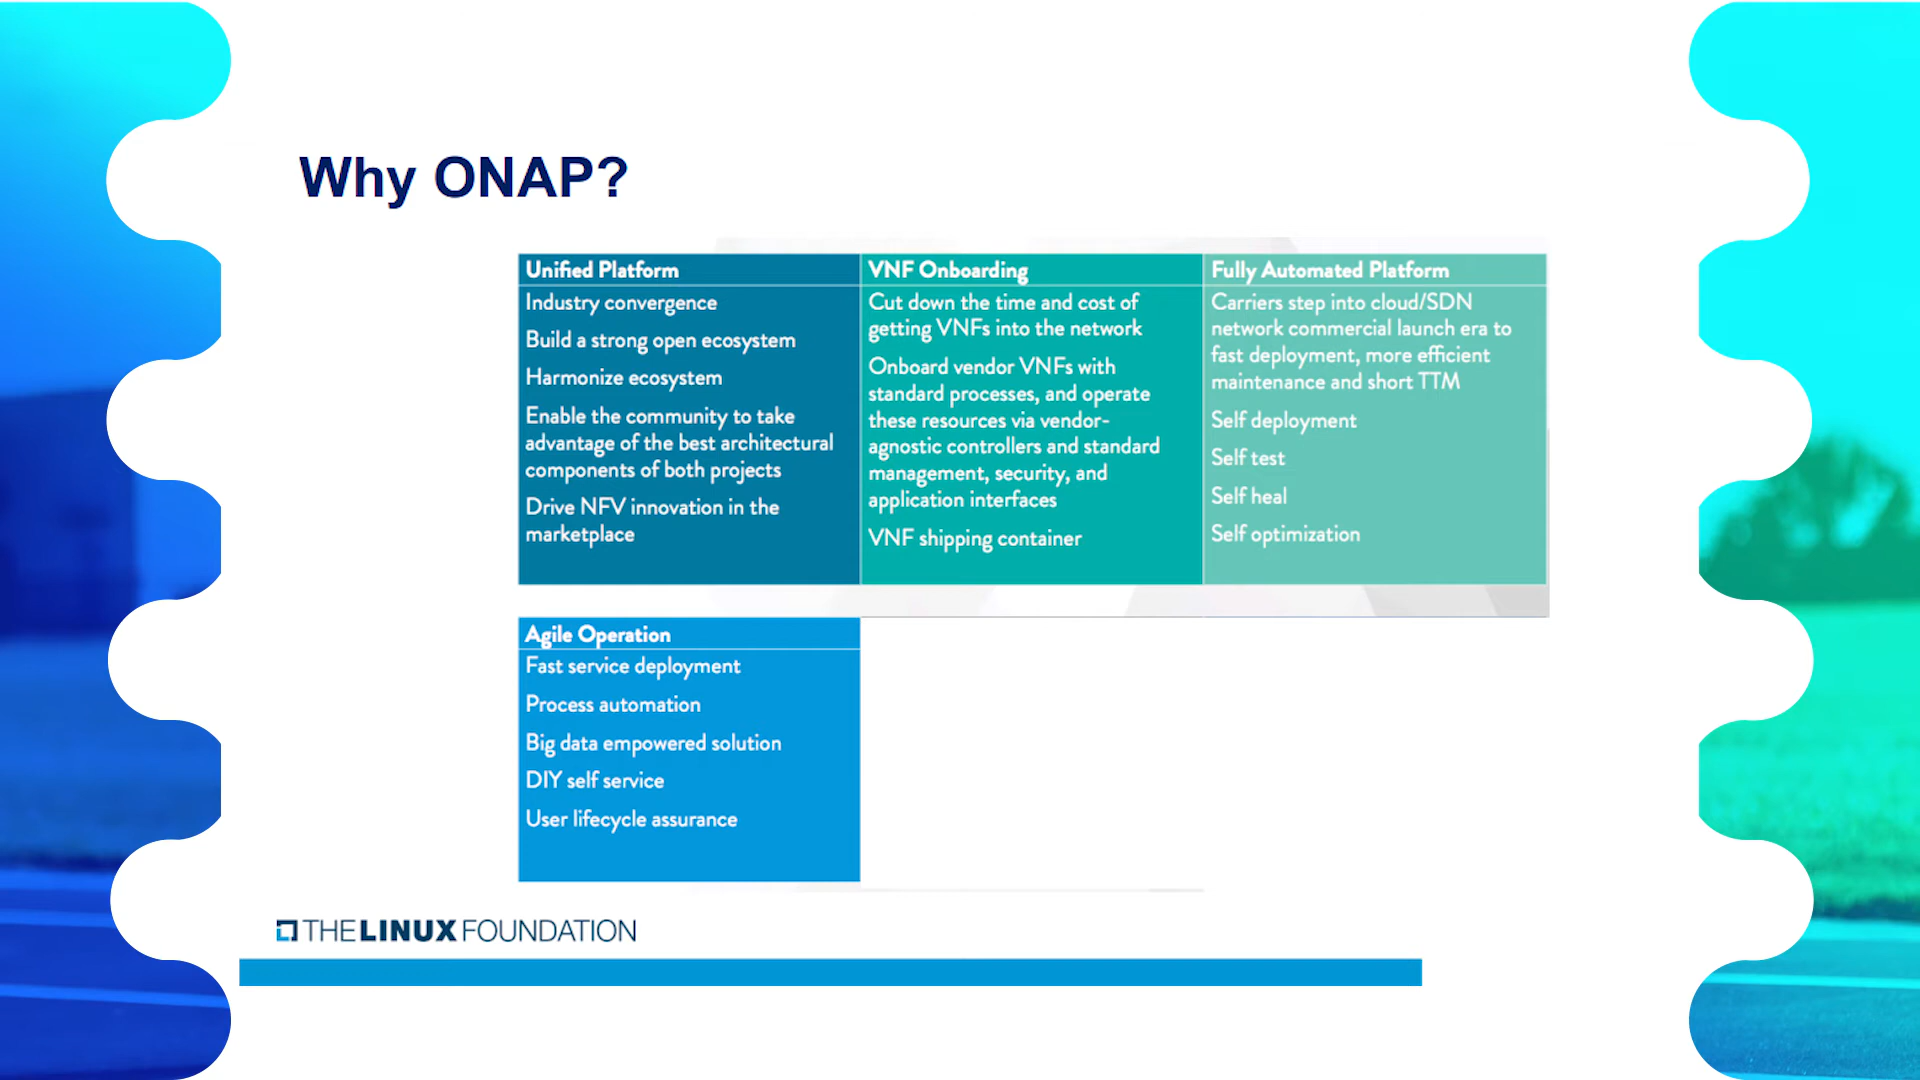 Why ONAP?
Unified Platform
Industry convergence
Build a strong open ecosystem
Harmonize ecosystem
Enable the community to take
advantage of the best architectural
components of both projects
Drive NFV innovation in the
marketplace
VNF Onboarding
Cut down the time and cost of
getting VNFs into the network
Onboard vendor VNFs with
standard processes, and operate
these resources via vendor-
agnostic controllers and standard
management, security, and
application interfaces
VNF shipping container
Fully Automated Platform
Carriers step into cloud/SDN
network commercial launch era to
fast deployment, more efficient
maintenance and short TTM
Self deployment
Self test
Self heal
Self optimization
Agile Operation
Fast service deployment
Process automation
Big data empowered solution
DIY self service
User lifecycle assurance
THE LINUX FOUNDATION